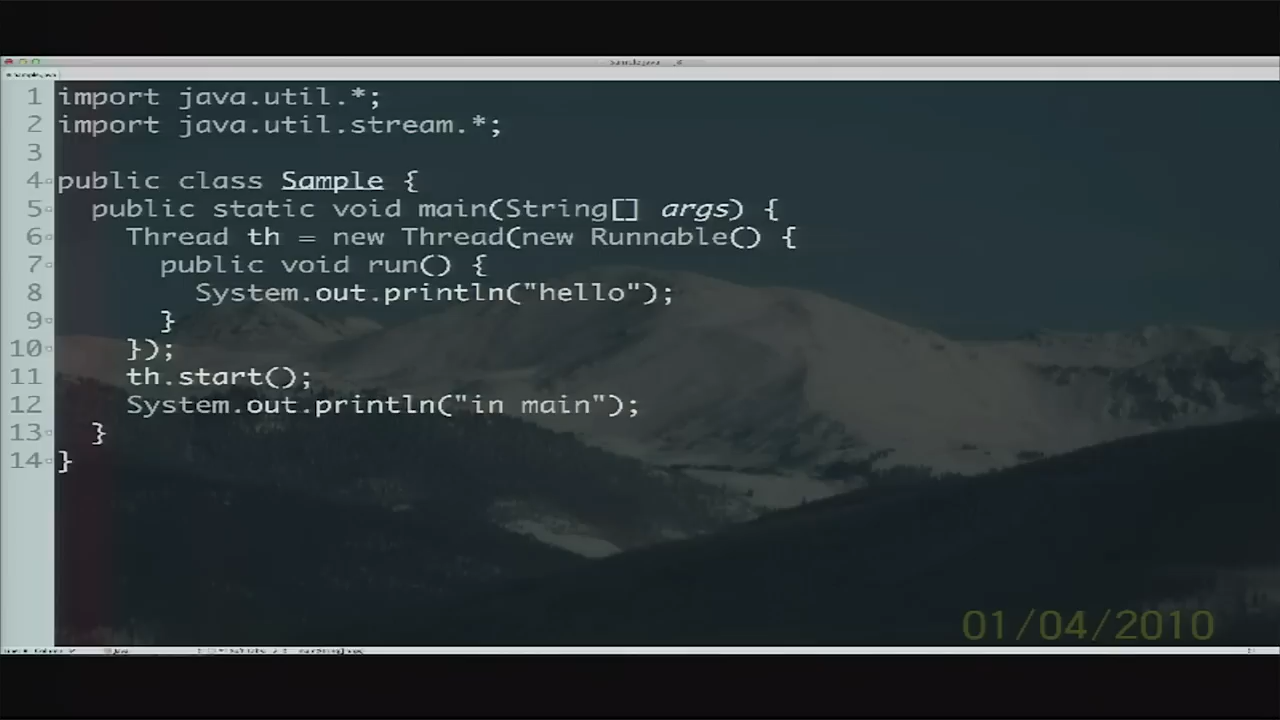 1 import java.util.*;
2 import java.util.stream.*;
3
4 public class Sample {
5   public static void main(String[] args) {
6     Thread th = new Thread(new Runnable() {
7       public void run() {
8         System.out.println("hello");
9       }
10     });
11     th.start();
12     System.out.println("in main");
13   }
14 }
01/04/2010